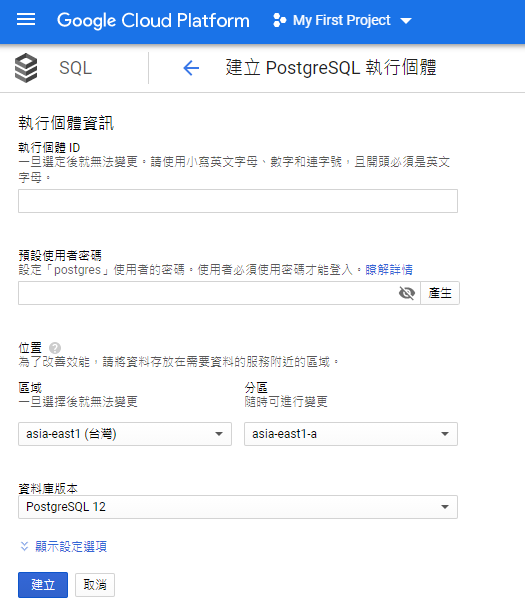 Google Cloud Platform My First Project
SQL 建立 PostgreSQL 執行個體
執行個體資訊
執行個體 ID
一旦選定後就無法變更。請使用小寫英文字母、數字和連字號，且開頭必須是英文
字母。
預設使用者密碼
設定「postgres」使用者的密碼。使用者必須使用密碼才能登入。瞭解詳情
產生
位置
為了改善效能，請將資料存放在需要資料的服務附近的區域。
區域 分區
一旦選擇後就無法變更 隨時可進行變更
asia-east1 (台灣) asia-east1-a
資料庫版本
PostgreSQL 12
顯示設定選項
建立 取消